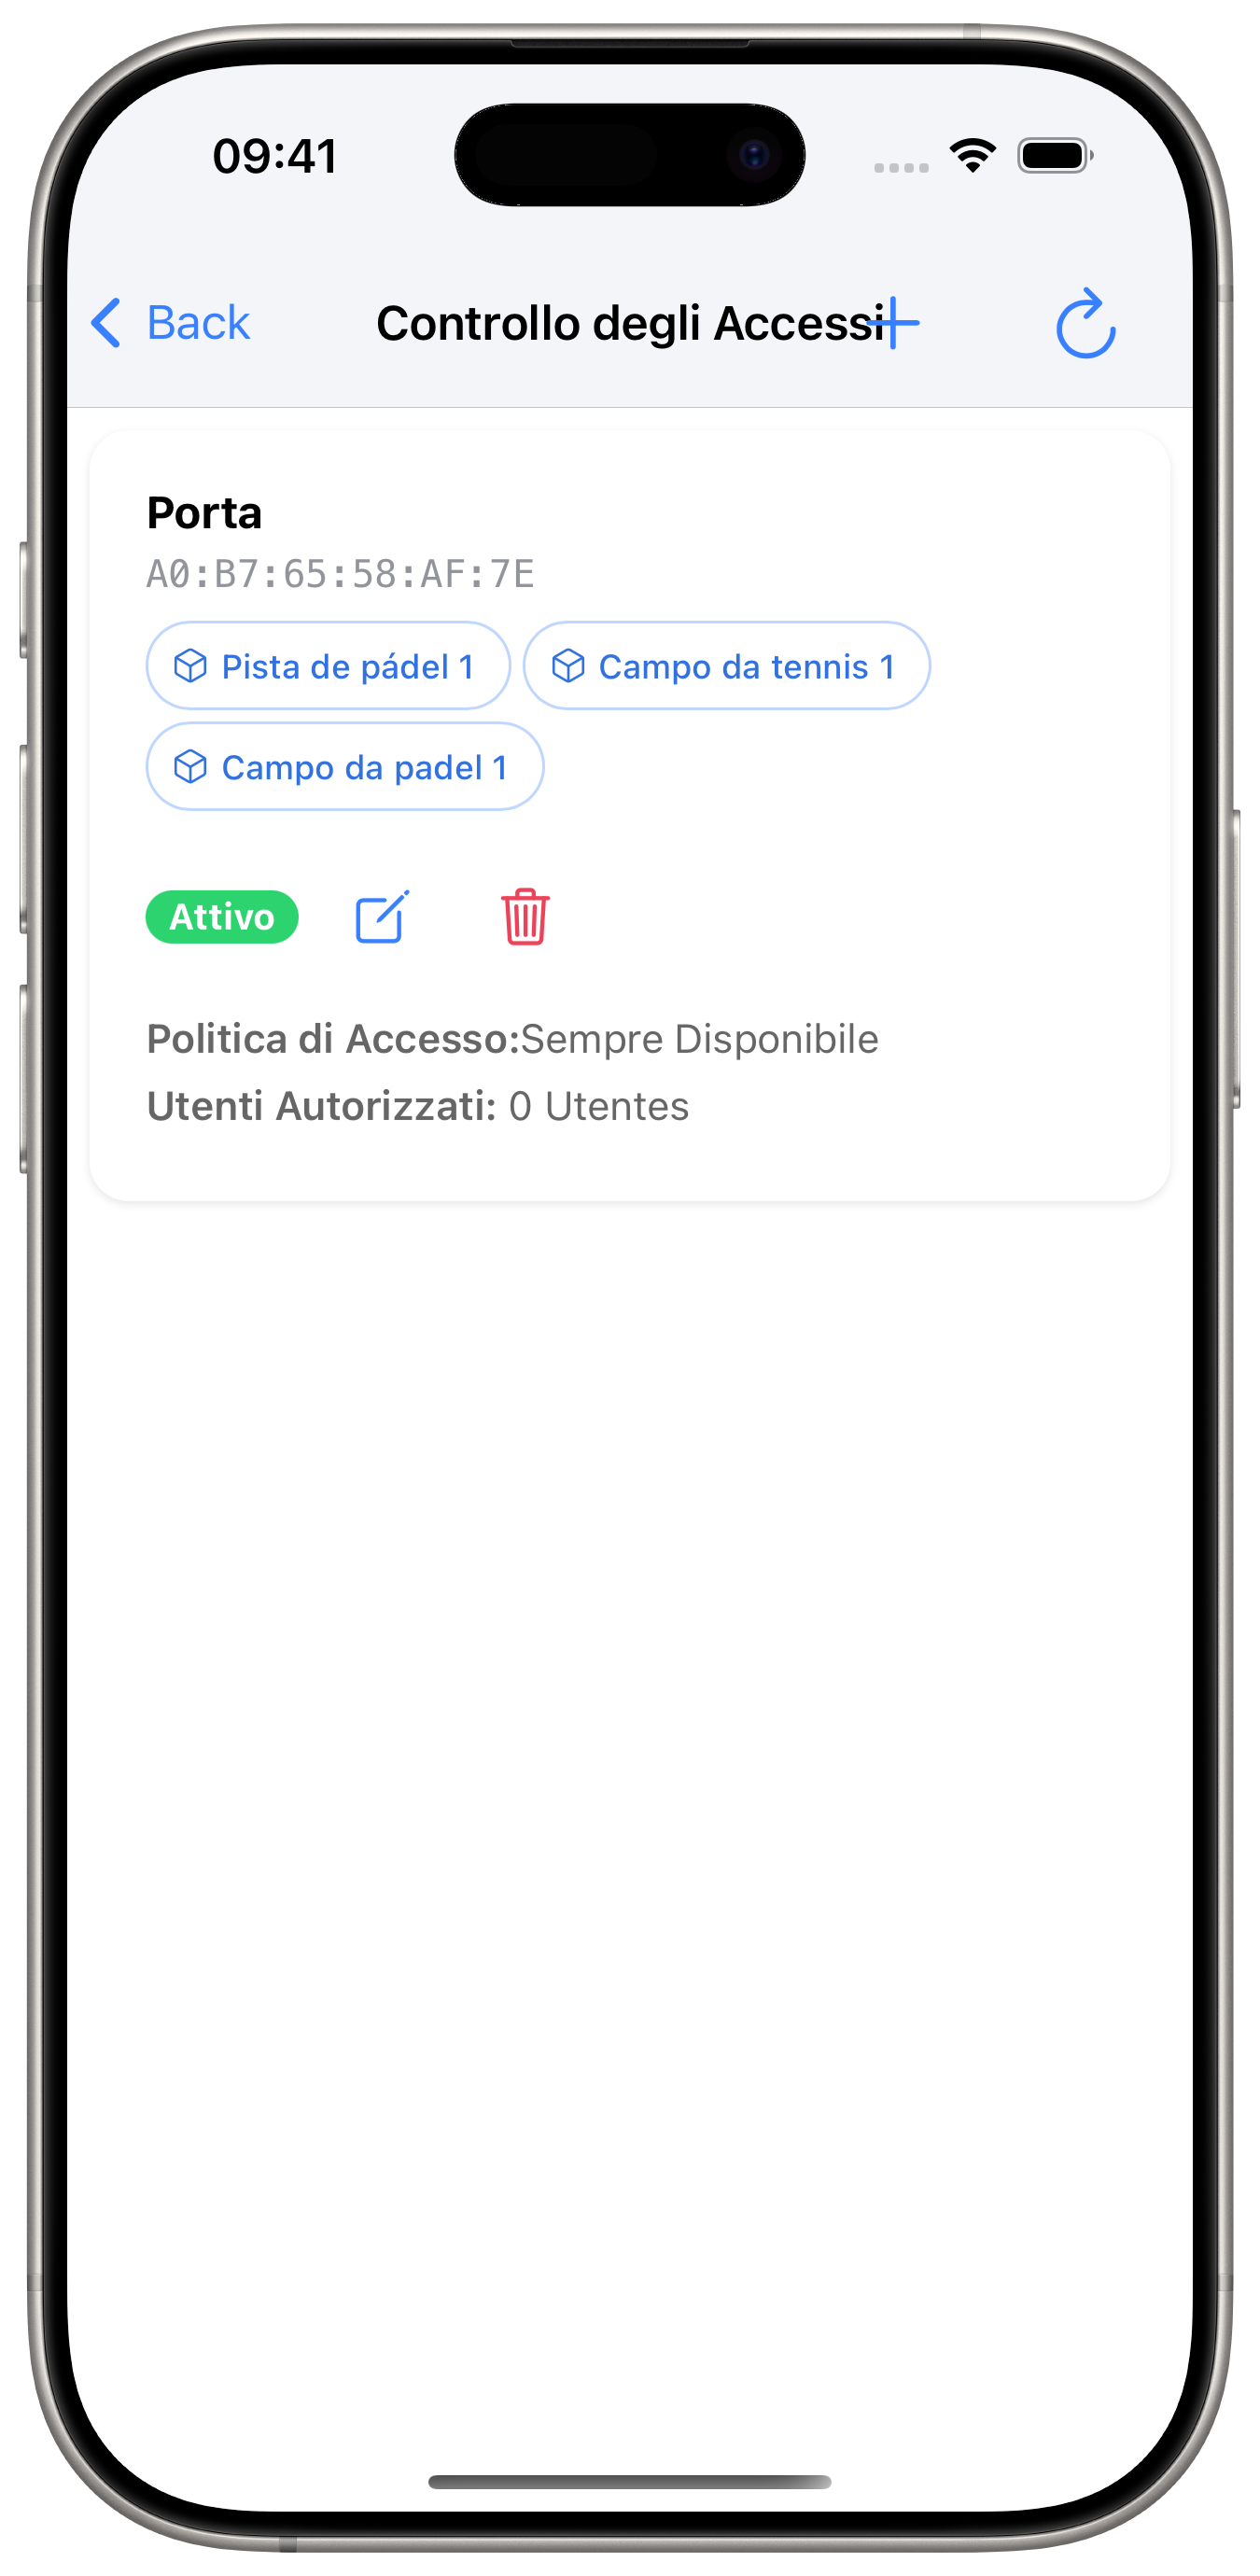 09:41
Back Controllo degli Accessi
Porta
A0:B7:65:58:AF:7E
Pista de pádel 1 Campo da tennis 1
Campo da padel 1
Attivo
Politica di Accesso:Sempre Disponibile
Utenti Autorizzati: 0 Utentes